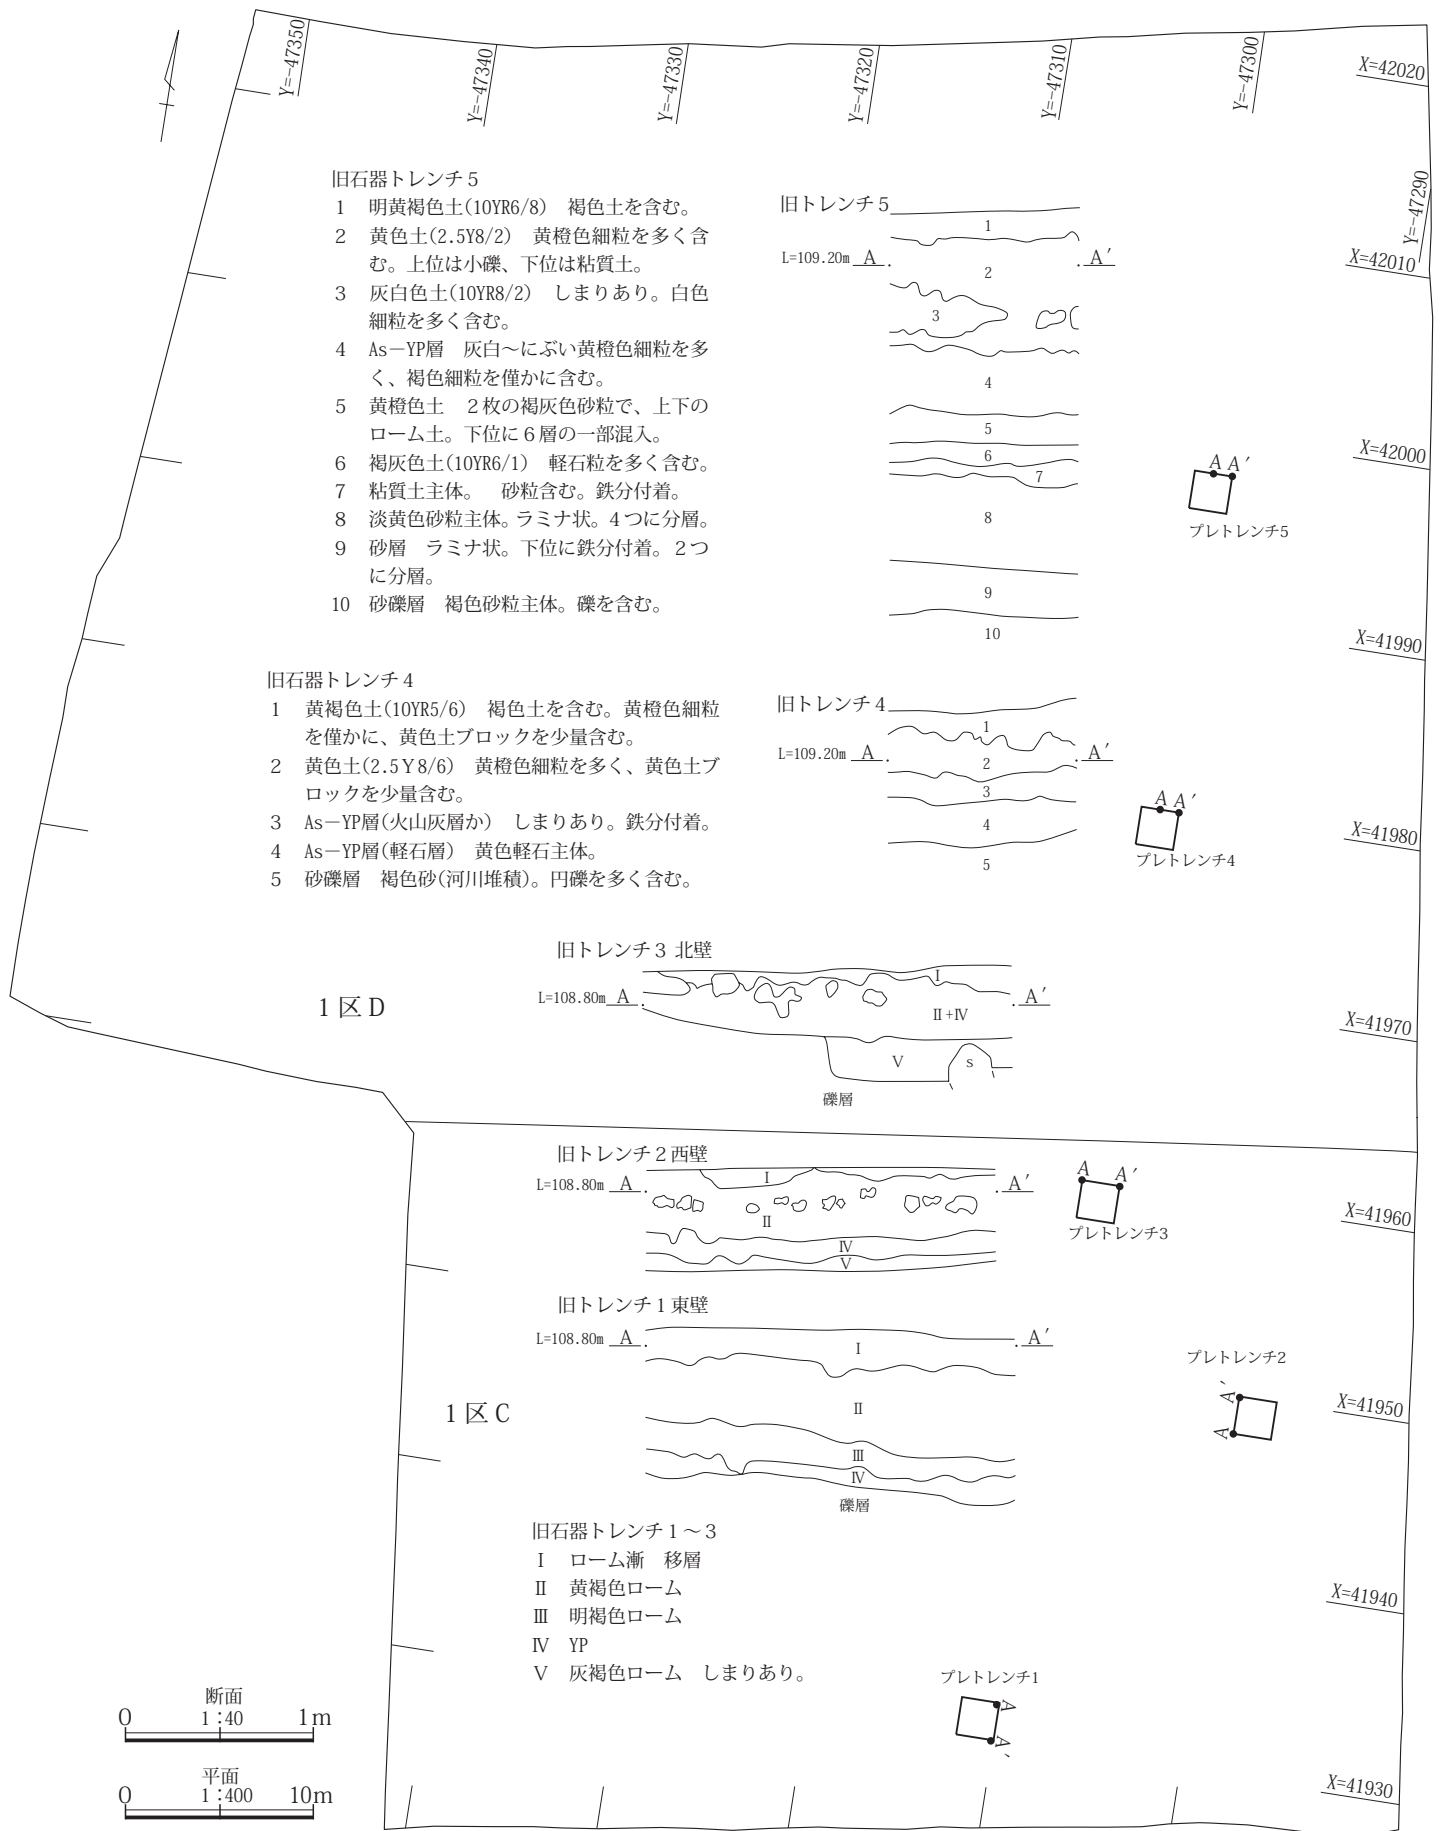 Y=-47350
Y=-47340
Y=-47330
Y=-47320
Y=-47310
Y=-47300
X=42020
Y=-47290
X=42010
X=42000
X=41990
X=41980
X=41970
X=41960
X=41950
X=41940
X=41930
旧石器トレンチ５
1 明黄褐色土(10YR6/8)　褐色土を含む。
2 黄色土(2.5Y8/2)　黄橙色細粒を多く含
む。上位は小礫、下位は粘質土。
3 灰白色土(10YR8/2)　しまりあり。白色
細粒を多く含む。
4 As－YP層　灰白～にぶい黄橙色細粒を多
く、褐色細粒を僅かに含む。
5 黄橙色土　２枚の褐灰色砂粒で、上下の
ローム土。下位に６層の一部混入。
6 褐灰色土(10YR6/1)　軽石粒を多く含む。
7 粘質土主体。　砂粒含む。鉄分付着。
8 淡黄色砂粒主体。ラミナ状。４つに分層。
9 砂層　ラミナ状。下位に鉄分付着。２つ
に分層。
10 砂礫層　褐色砂粒主体。礫を含む。
旧トレンチ５
1
L=109.20m A A′
2
3
4
5
6
7
8
9
10
A A′
プレトレンチ5
旧石器トレンチ４
1 黄褐色土(10YR5/6)　褐色土を含む。黄橙色細粒
を僅かに、黄色土ブロックを少量含む。
2 黄色土(2.5Ｙ8/6)　黄橙色細粒を多く、黄色土ブ
ロックを少量含む。
3 As－YP層(火山灰層か)　しまりあり。鉄分付着。
4 As－YP層(軽石層)　黄色軽石主体。
5 砂礫層　褐色砂(河川堆積)。円礫を多く含む。
旧トレンチ４
1
L=109.20m A A′
2
3
4
5
A A′
プレトレンチ4
旧トレンチ３ 北壁
Ⅰ
L=108.80m A A′
Ⅱ+Ⅳ
Ⅴ s
礫層
１区Ｄ
旧トレンチ２西壁
Ⅰ
L=108.80m A A′
Ⅱ
Ⅳ
Ⅴ
A A′
プレトレンチ3
旧トレンチ１東壁
L=108.80m A A′
Ⅰ
Ⅱ
Ⅲ
Ⅳ
礫層
プレトレンチ2
A′
A
１区Ｃ
旧石器トレンチ１～３
Ⅰ ローム漸　移層
Ⅱ 黄褐色ローム
Ⅲ 明褐色ローム
Ⅳ YP
Ⅴ 灰褐色ローム　しまりあり。
プレトレンチ1
A
A′
断面
0 1：40 1m
平面
0 1：400 10m